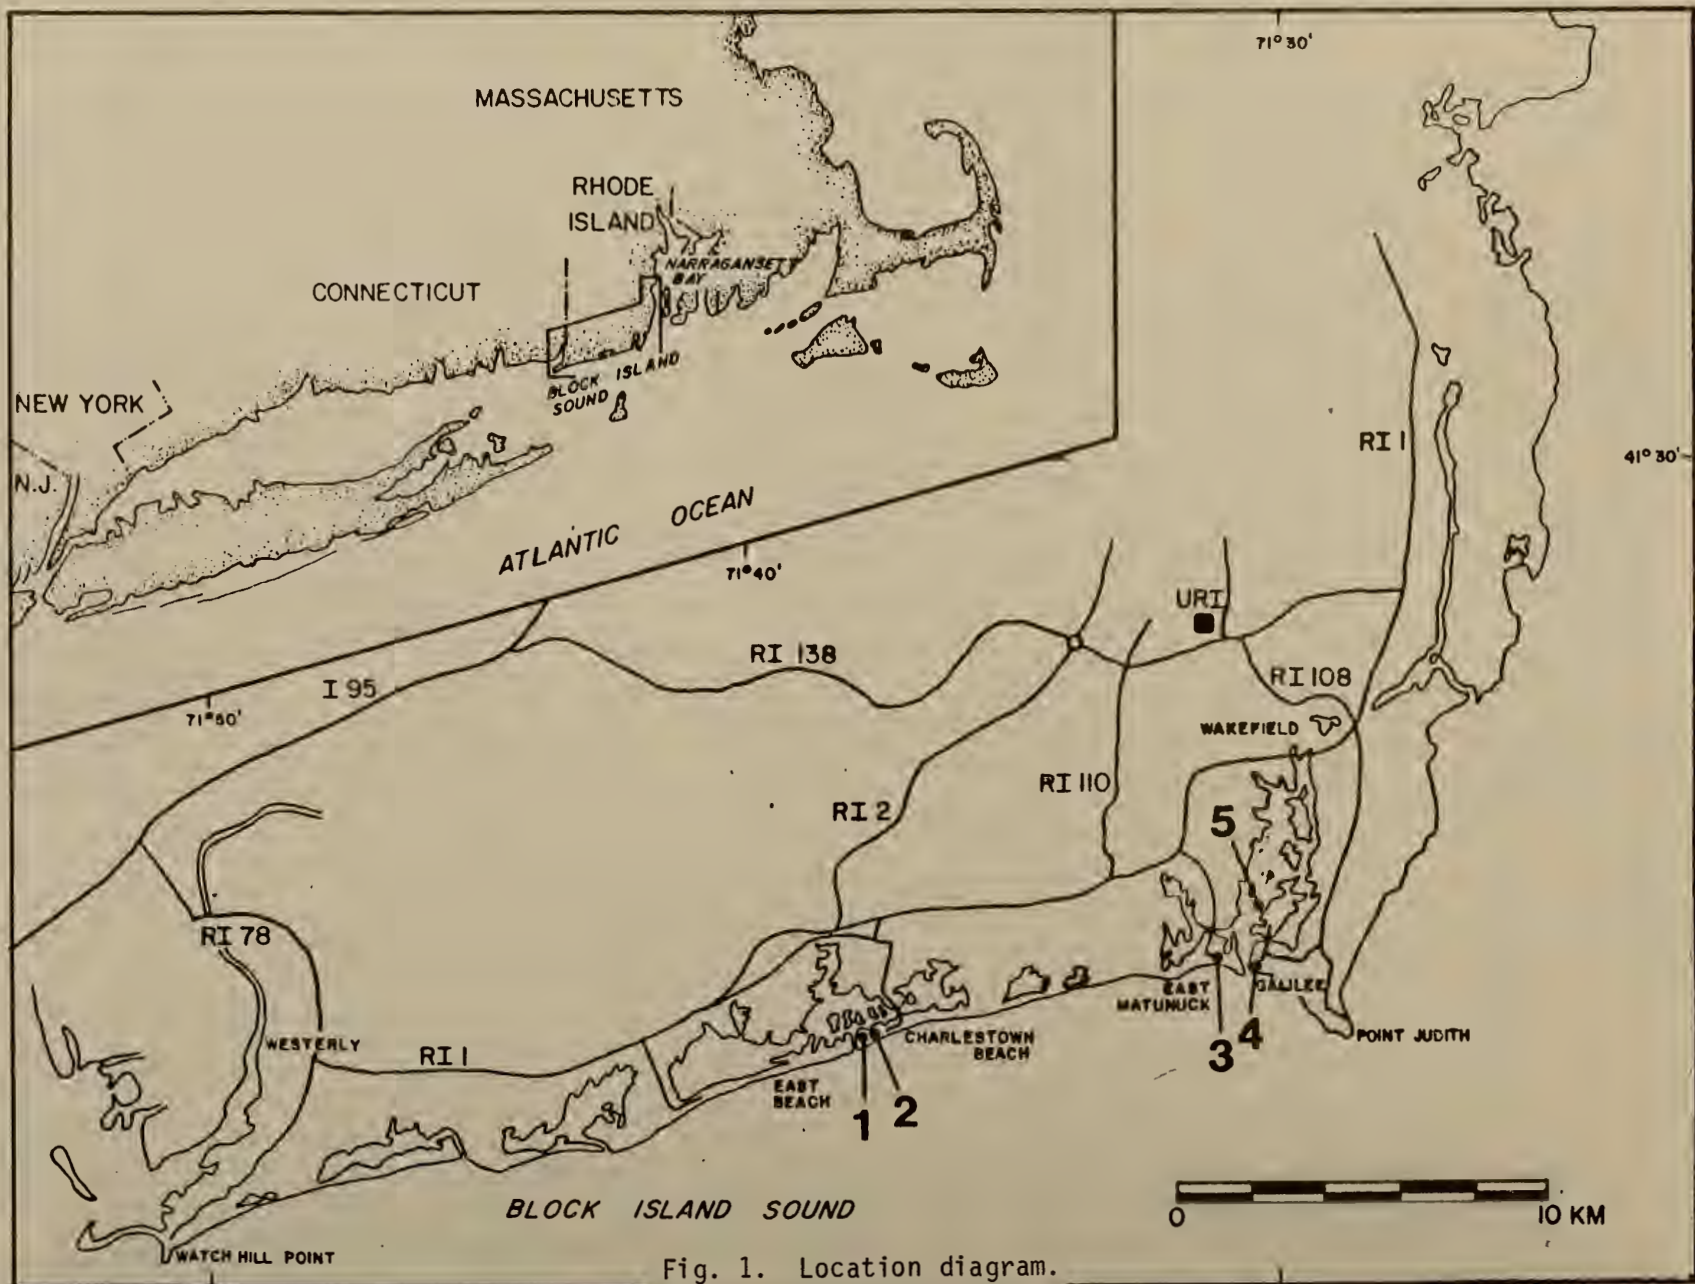 71° 30'
MASSACHUSETTS
RHODE
ISLAND
NARRAGANSETT
BAY
CONNECTICUT
BLOCK ISLAND
SOUND
NEW YORK
N.J.
ATLANTIC OCEAN
RI 1
41° 30'
71° 40'
URI
RI 138
RI 108
I 95
71° 50'
WAKEFIELD
RI 110
RI 2
5
RI 78
EAST
MATUNUCK
GALILEE
3
4
POINT JUDITH
WESTERLY
RI 1
CHARLESTOWN
BEACH
EAST
BEACH
1
2
BLOCK ISLAND SOUND
0
10 KM
WATCH HILL POINT
Fig. 1. Location diagram.